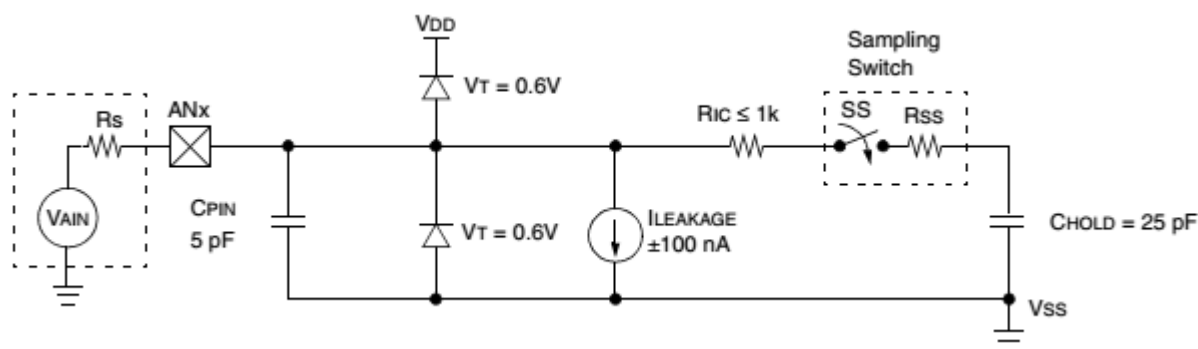 VDD
Sampling
Switch
VT = 0.6V
ANx
RS
RIC ≤ 1k
SS
RSS
VAIN
CPIN
5 pF
VT = 0.6V
ILEAKAGE
±100 nA
CHOLD = 25 pF
VSS